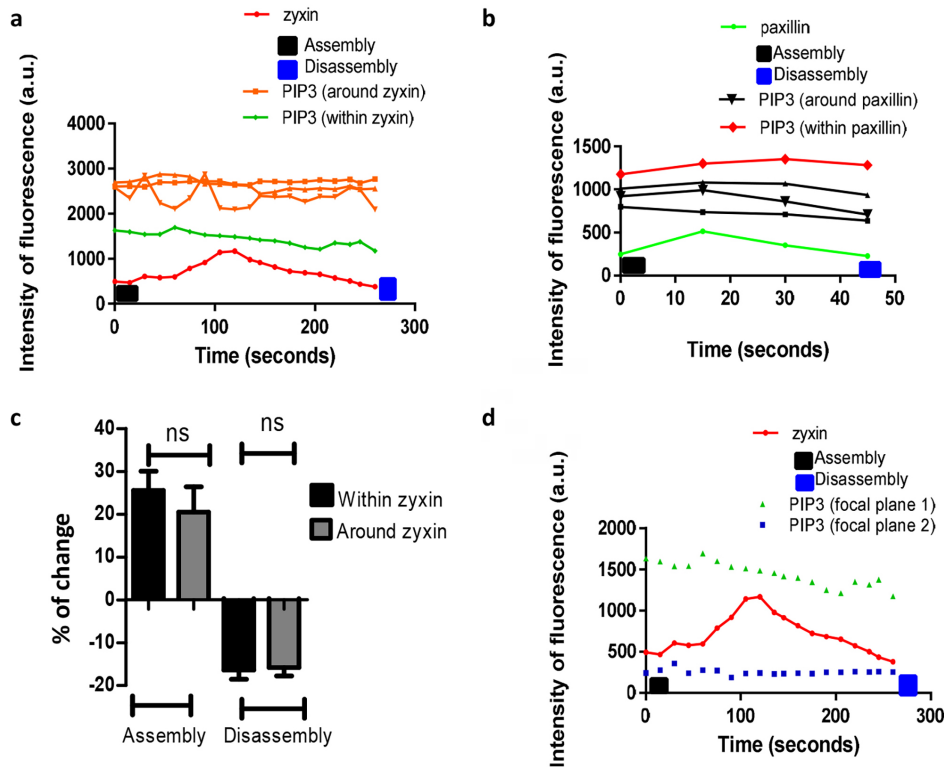 a
zyxin
Assembly
Disassembly
PIP3 (around zyxin)
PIP3 (within zyxin)
Intensity of fluorescence (a.u.)
4000
3000
2000
1000
0
0 100 200 300
Time (seconds)
b
paxillin
Assembly
Disassembly
PIP3 (around paxillin)
PIP3 (within paxillin)
Intensity of fluorescence (a.u.)
1500
1000
500
0
0 10 20 30 40 50
Time (seconds)
c
ns ns
Within zyxin
Around zyxin
% of change
40
30
20
10
0
-10
-20
Assembly Disassembly
d
zyxin
Assembly
Disassembly
PIP3 (focal plane 1)
PIP3 (focal plane 2)
Intensity of fluorescence (a.u.)
2000
1500
1000
500
0
0 100 200 300
Time (seconds)